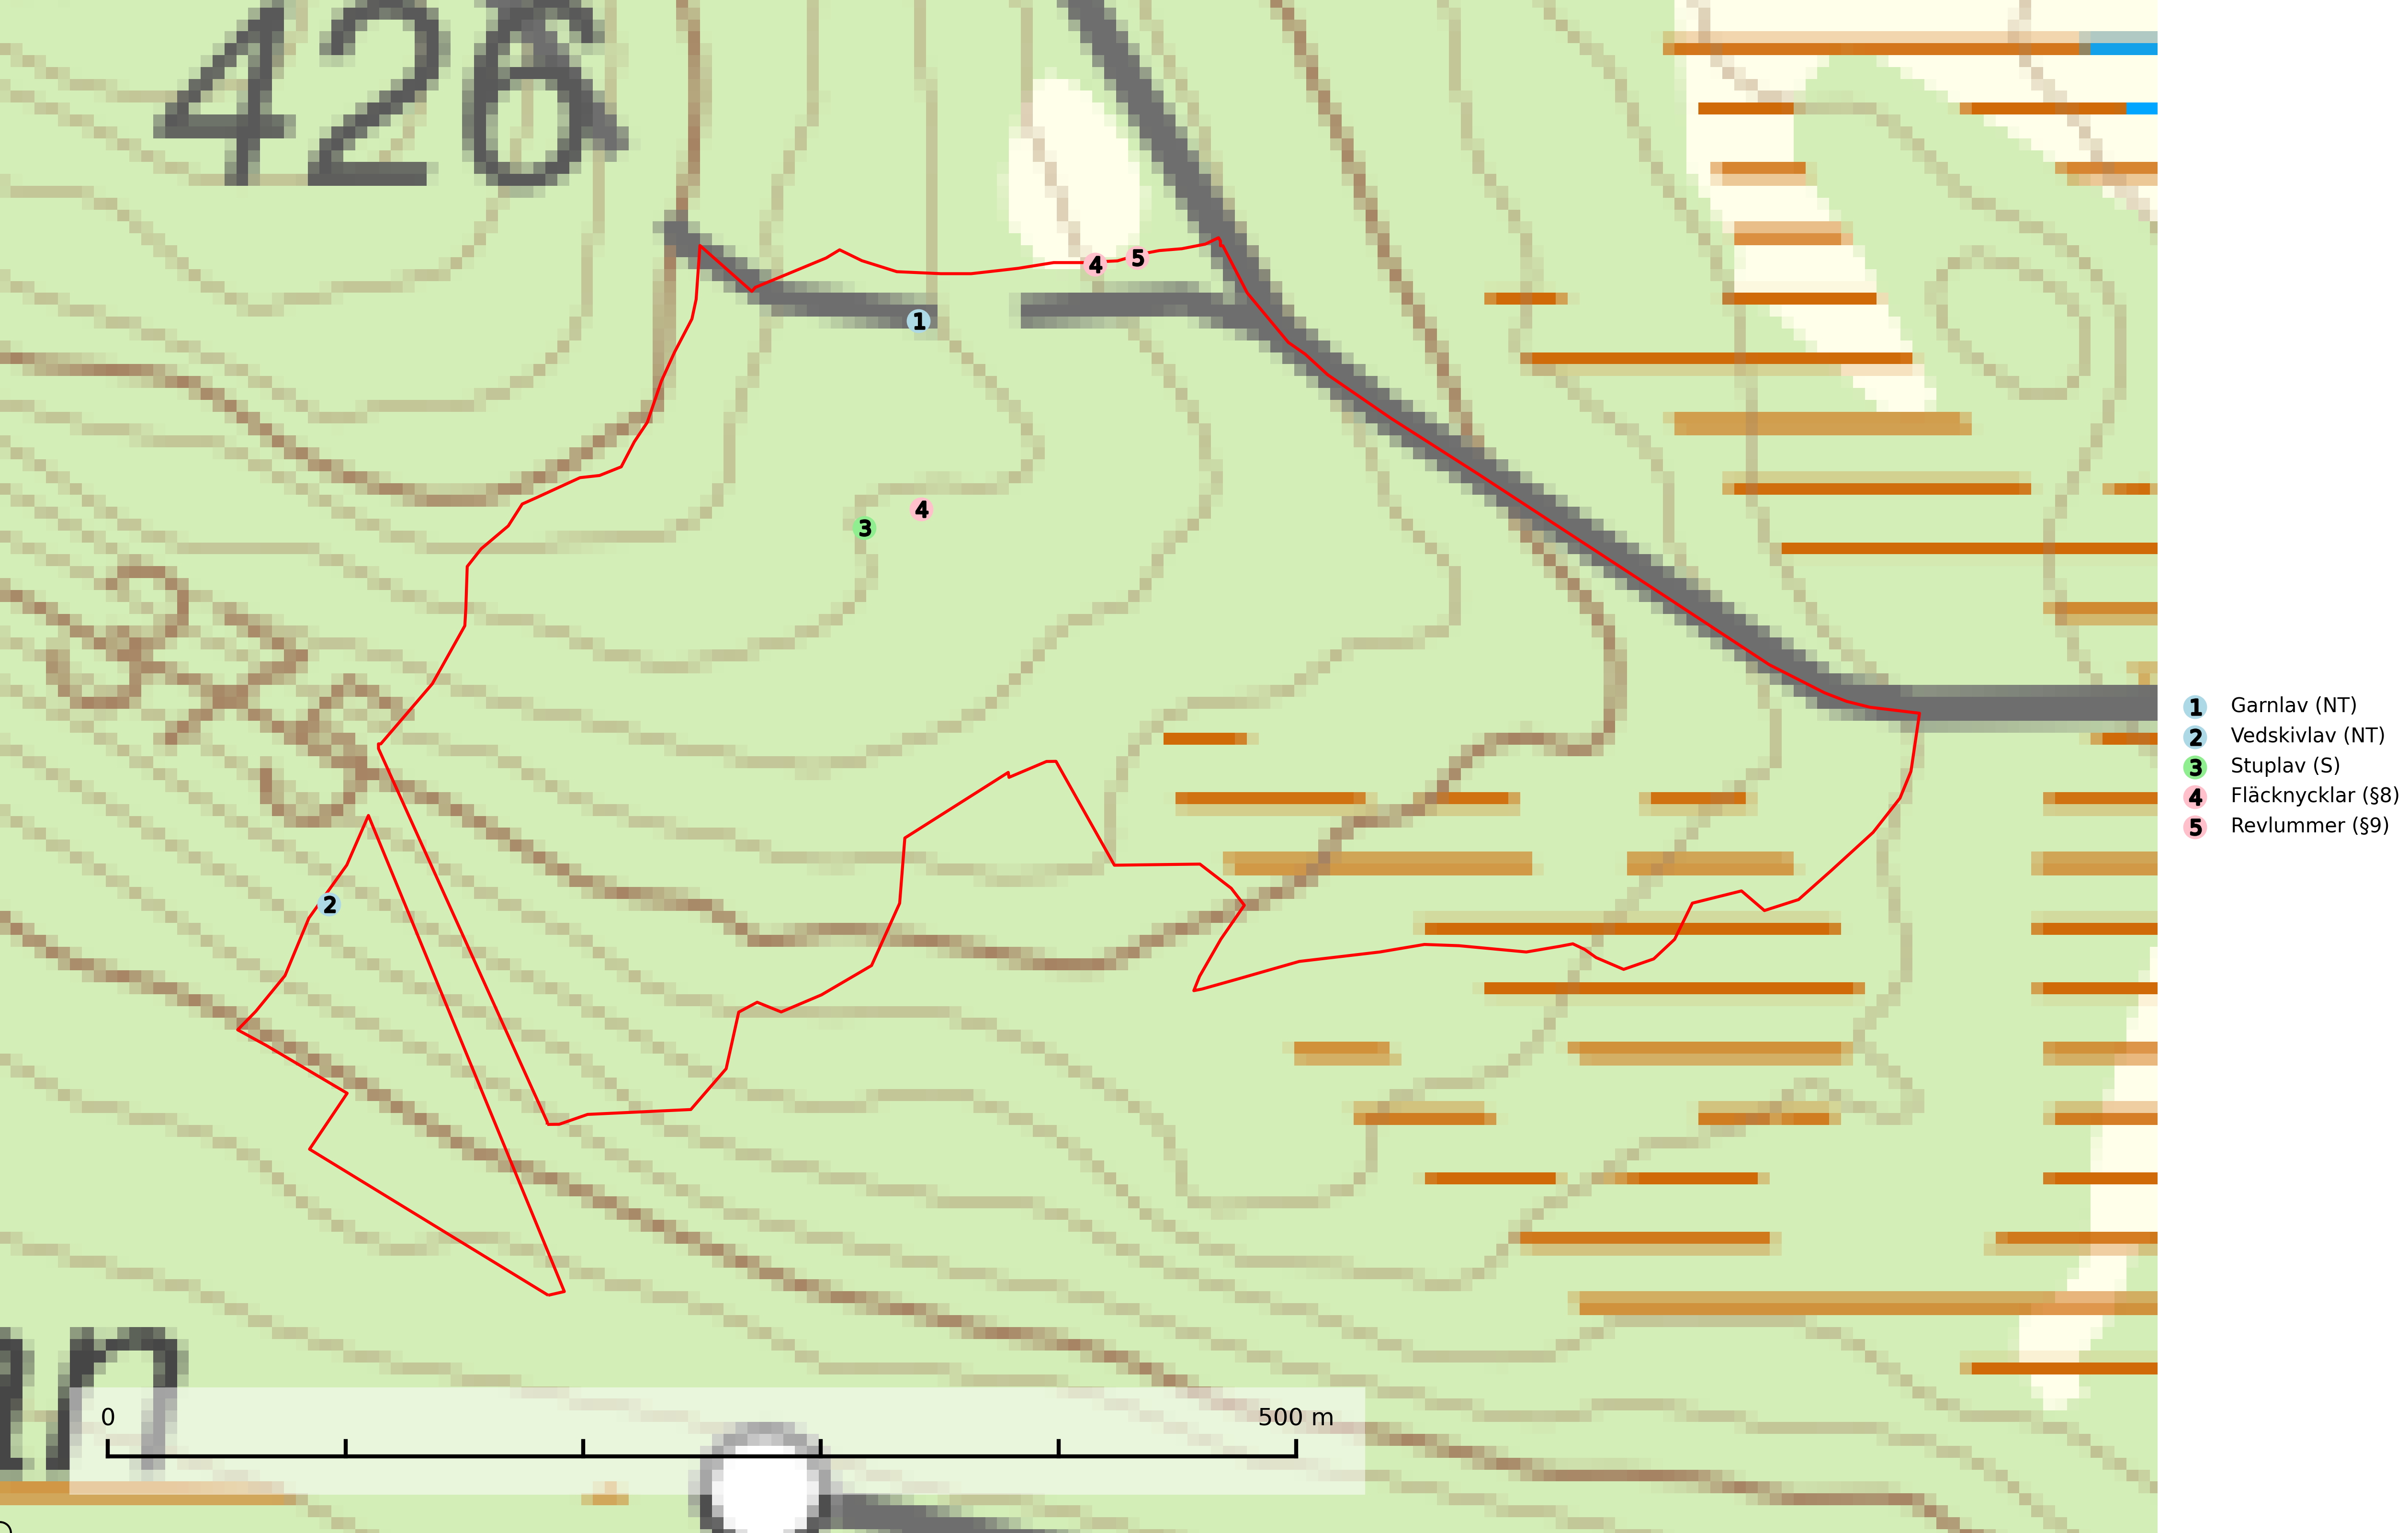 426
4
5
1
4
3
375
2
1 Garnlav (NT)
2 Vedskivlav (NT)
3 Stuplav (S)
4 Fläcknycklar (§8)
5 Revlummer (§9)
0 500 m